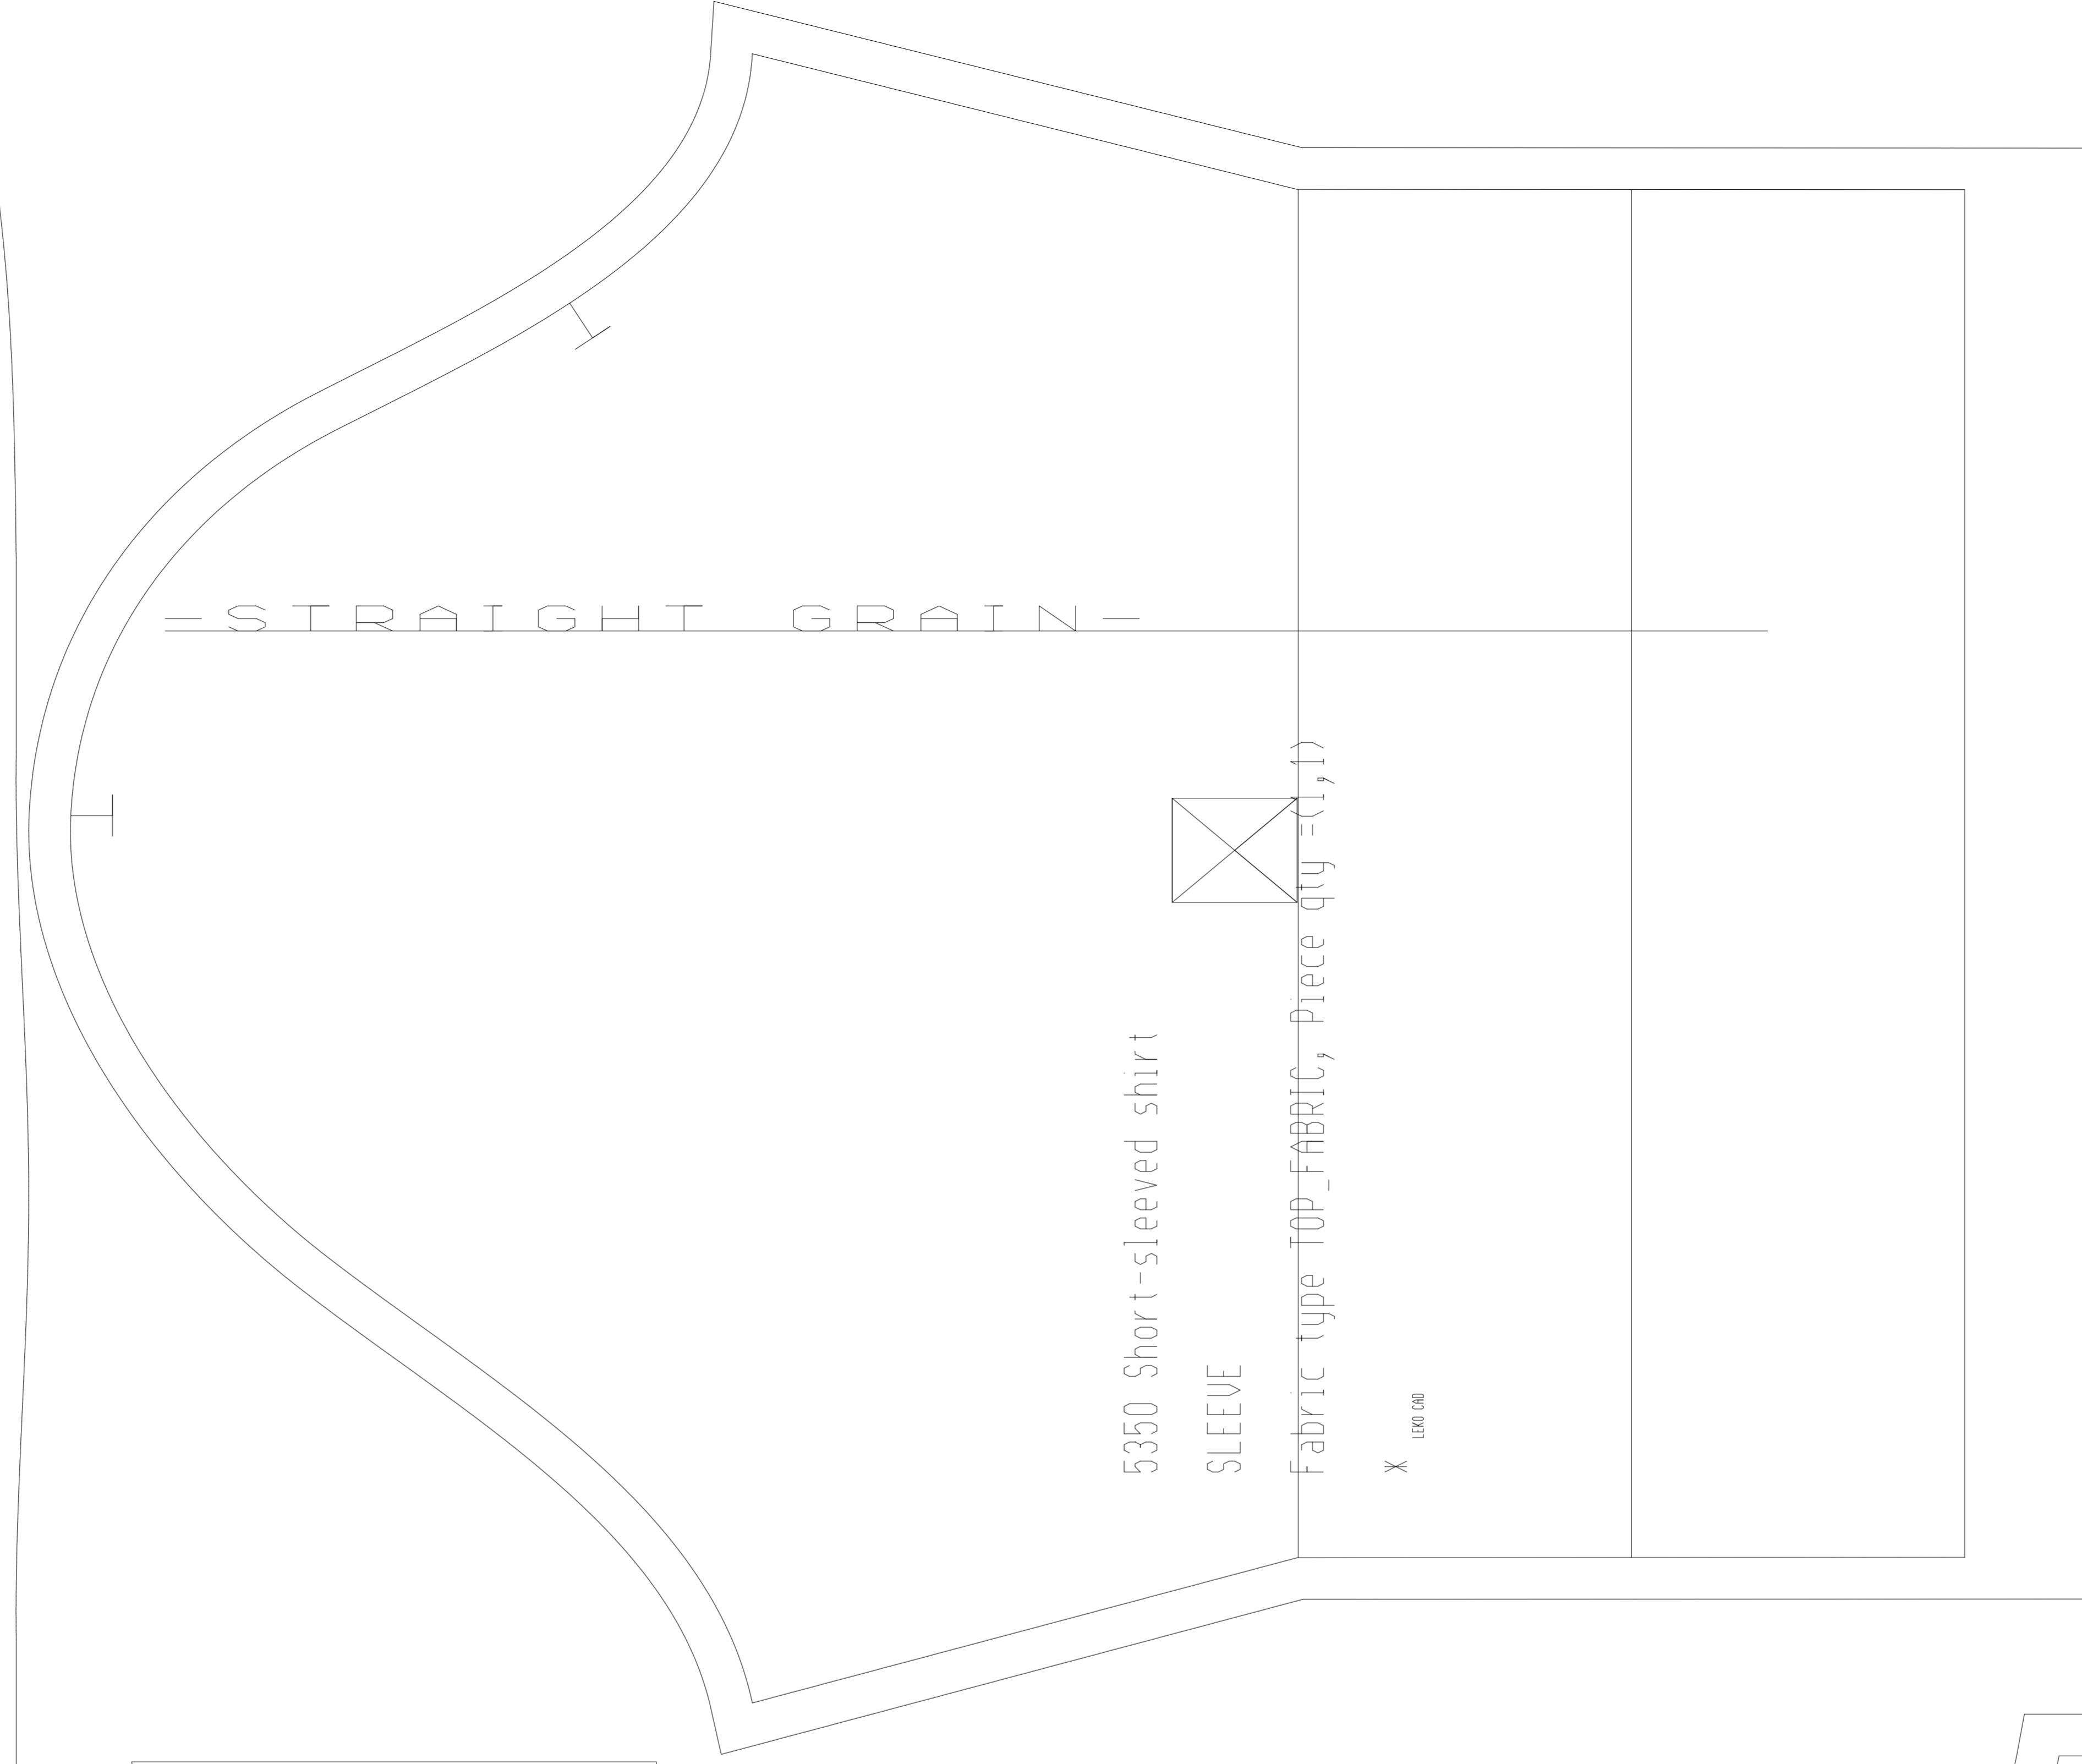 -STRAIGHT GRAIN-
5350 Short-sleeved shirt
SLEEVE
Fabric type TOP_FABRIC, Piece qty =(1,1)
* LEKO CAD